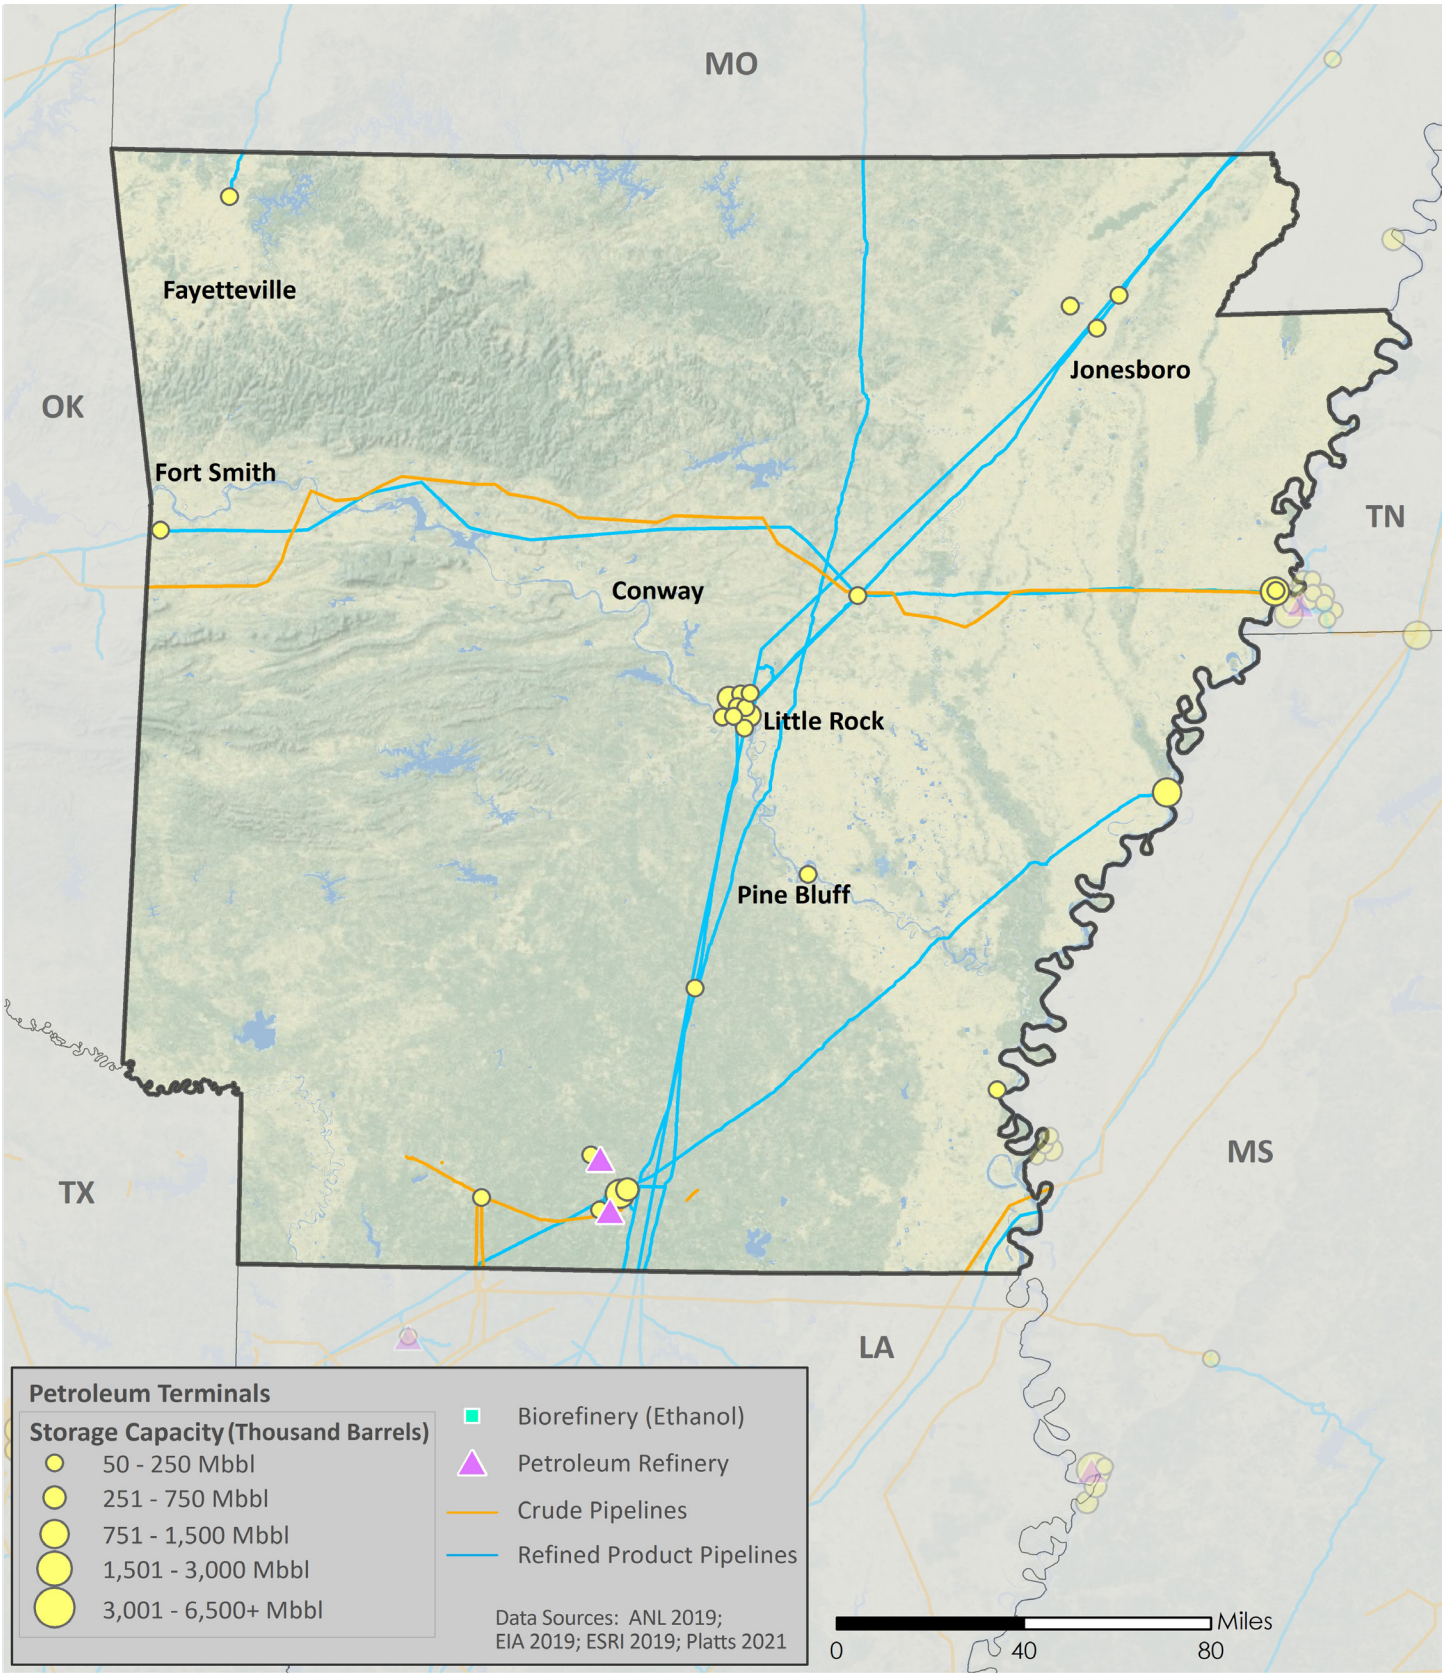 MO
Fayetteville
Jonesboro
OK
Fort Smith
TN
Conway
Little Rock
Pine Bluff
MS
TX
LA
Petroleum Terminals
Storage Capacity (Thousand Barrels)
50 - 250 Mbbl
251 - 750 Mbbl
751 - 1,500 Mbbl
1,501 - 3,000 Mbbl
3,001 - 6,500+ Mbbl
Biorefinery (Ethanol)
Petroleum Refinery
Crude Pipelines
Refined Product Pipelines
Data Sources: ANL 2019;
EIA 2019; ESRI 2019; Platts 2021
Miles
0 40 80